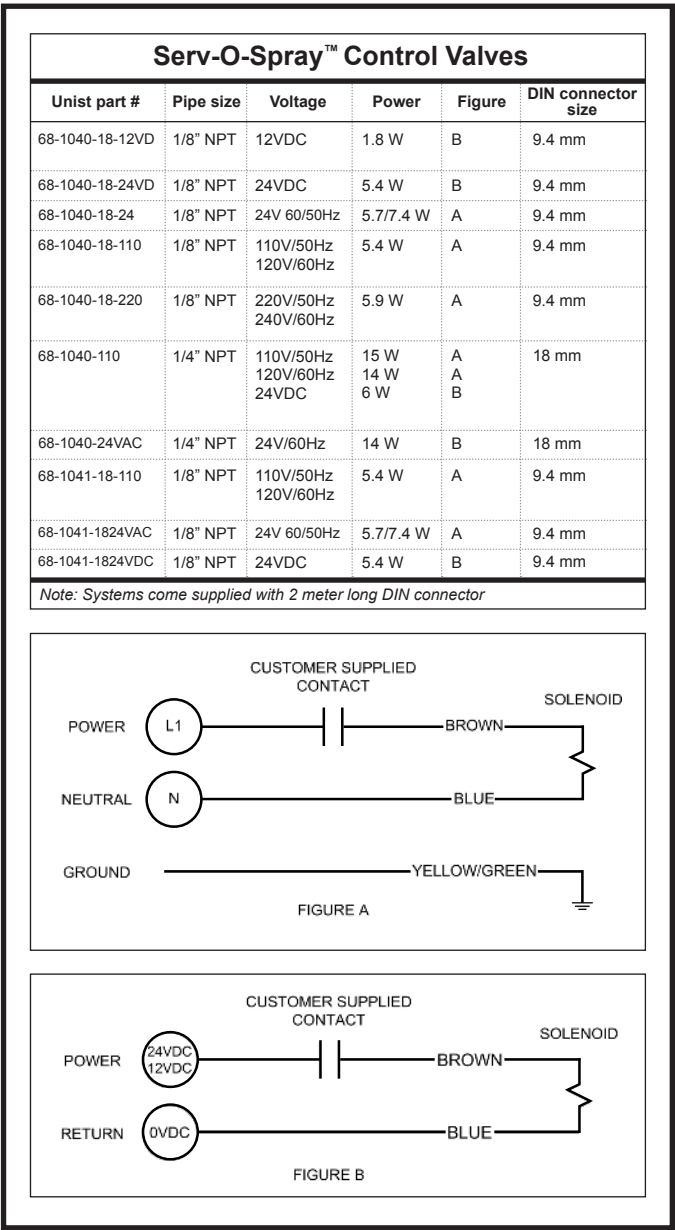 Serv-O-Spray™ Control Valves
Unist part # Pipe size Voltage Power Figure DIN connector size
68-1040-18-12VD 1/8” NPT 12VDC 1.8 W B 9.4 mm
68-1040-18-24VD 1/8” NPT 24VDC 5.4 W B 9.4 mm
68-1040-18-24 1/8” NPT 24V 60/50Hz 5.7/7.4 W A 9.4 mm
68-1040-18-110 1/8” NPT 110V/50Hz 5.4 W A 9.4 mm
120V/60Hz
68-1040-18-220 1/8” NPT 220V/50Hz 5.9 W A 9.4 mm
240V/60Hz
68-1040-110 1/4” NPT 110V/50Hz 15 W A 18 mm
120V/60Hz 14 W A
24VDC 6 W B
68-1040-24VAC 1/4” NPT 24V/60Hz 14 W B 18 mm
68-1041-18-110 1/8” NPT 110V/50Hz 5.4 W A 9.4 mm
120V/60Hz
68-1041-1824VAC 1/8” NPT 24V 60/50Hz 5.7/7.4 W A 9.4 mm
68-1041-1824VDC 1/8” NPT 24VDC 5.4 W B 9.4 mm
Note: Systems come supplied with 2 meter long DIN connector
CUSTOMER SUPPLIED
CONTACT
SOLENOID
POWER L1 BROWN
NEUTRAL N BLUE
GROUND YELLOW/GREEN
FIGURE A
CUSTOMER SUPPLIED
CONTACT
SOLENOID
24VDC
POWER 12VDC BROWN
RETURN 0VDC BLUE
FIGURE B